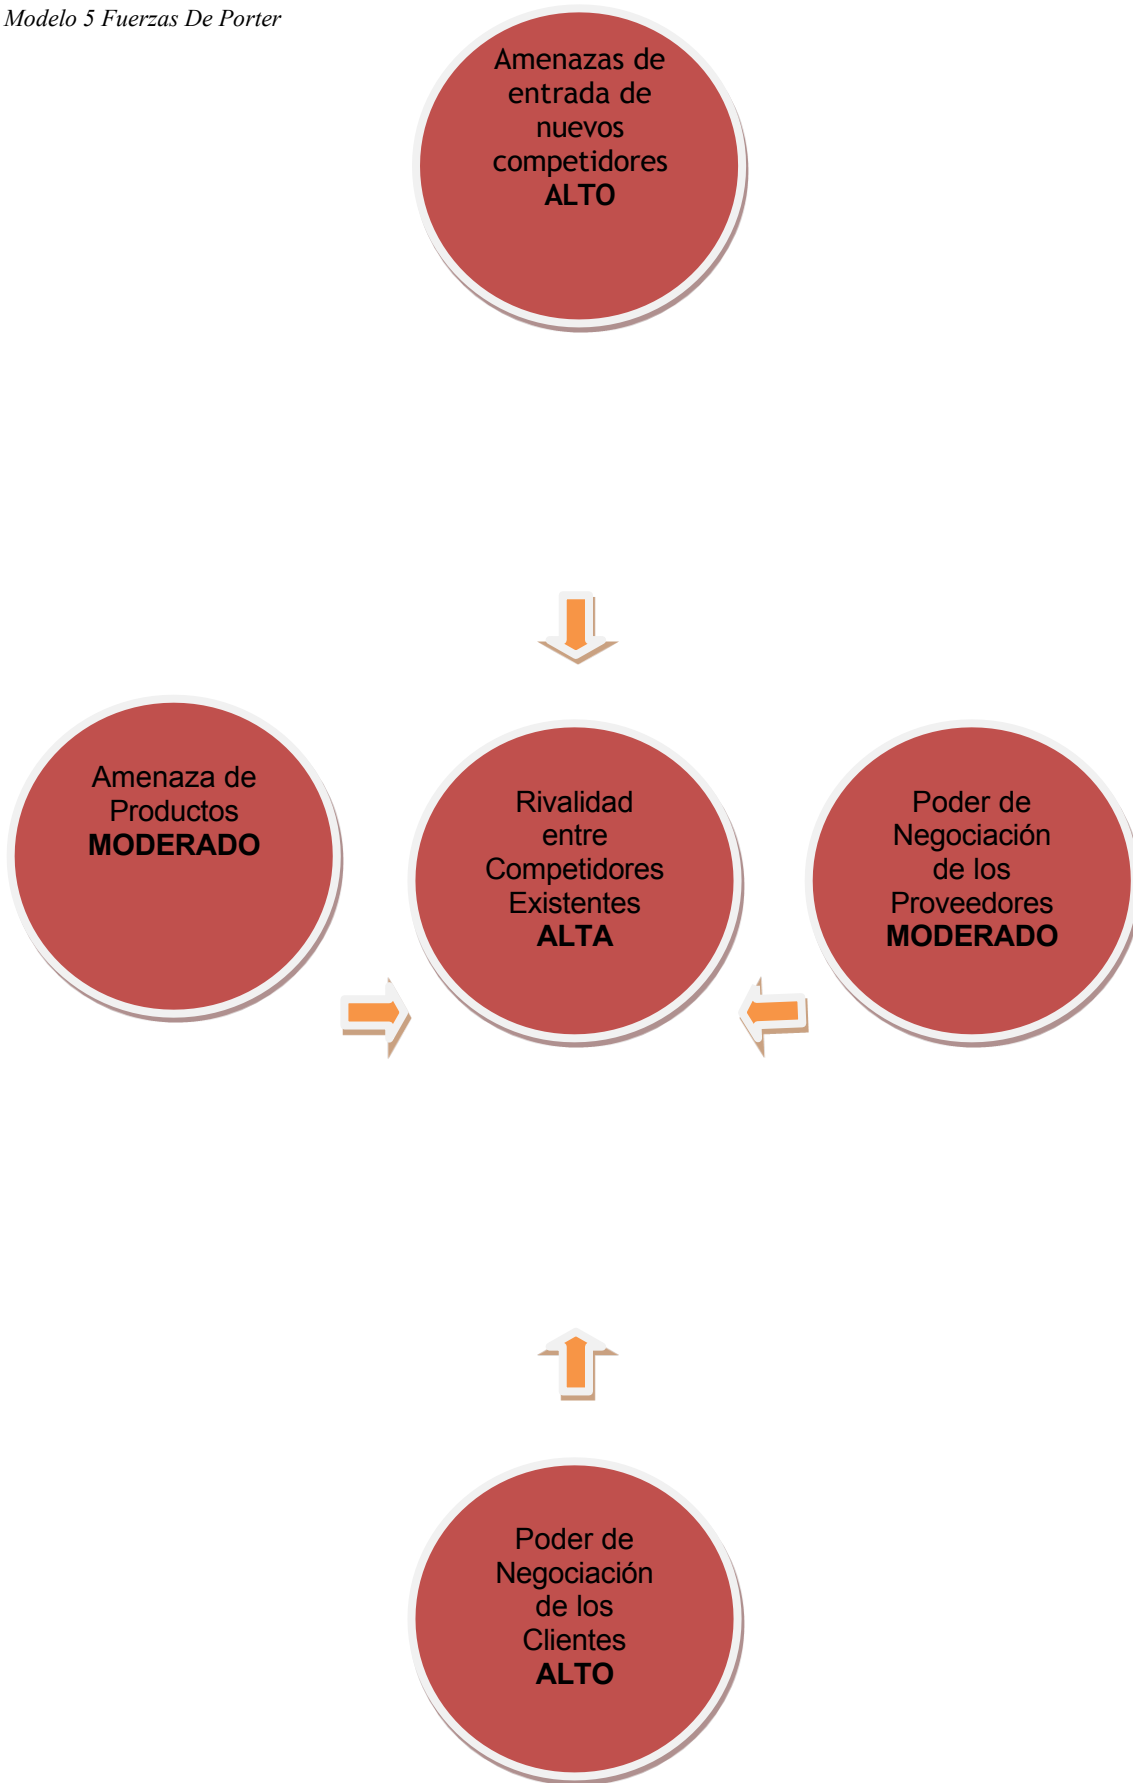 Modelo 5 Fuerzas De Porter
Amenazas de
entrada de
nuevos
competidores
ALTO
Amenaza de
Productos
MODERADO
Rivalidad
entre
Competidores
Existentes
ALTA
Poder de
Negociación
de los
Proveedores
MODERADO
Poder de
Negociación
de los
Clientes
ALTO